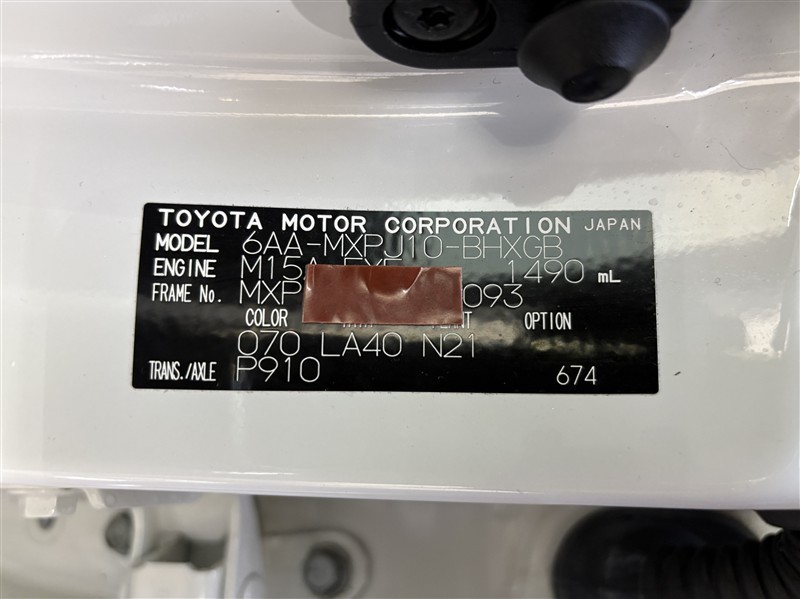 TOYOTA MOTOR CORPORATION JAPAN
MODEL 6AA-MXPJ10-BHXGB
ENGINE M15A 1490 mL
FRAME No. MXP 093
COLOR OPTION
070 LA40 N21
TRANS./AXLE P910 674